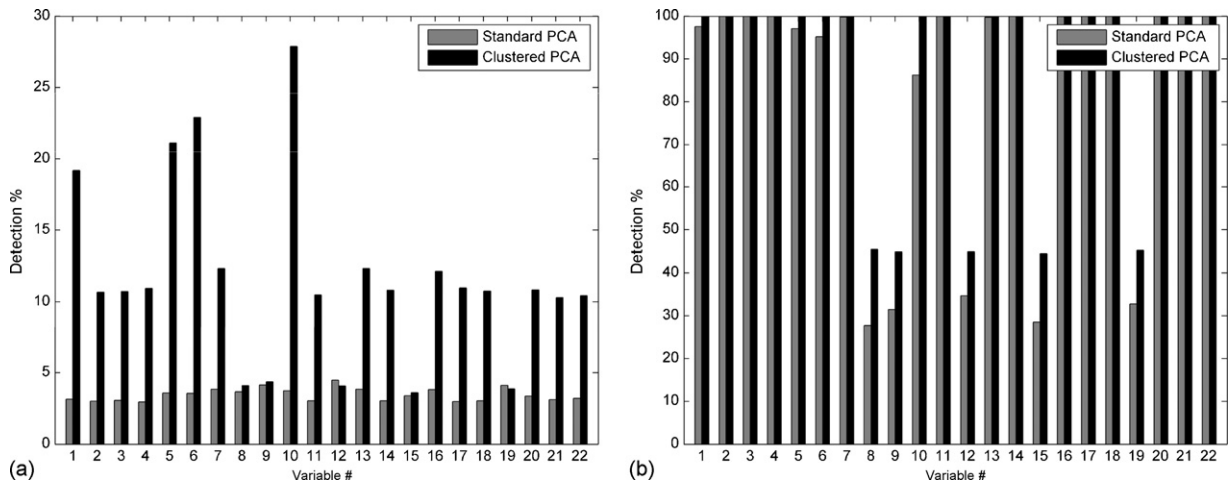 30
25
20
15
10
5
0
Detection %
Standard PCA
Clustered PCA
1 2 3 4 5 6 7 8 9 10 11 12 13 14 15 16 17 18 19 20 21 22
Variable #
(a)
100
90
80
70
60
50
40
30
20
10
0
Detection %
Standard PCA
Clustered PCA
1 2 3 4 5 6 7 8 9 10 11 12 13 14 15 16 17 18 19 20 21 22
Variable #
(b)